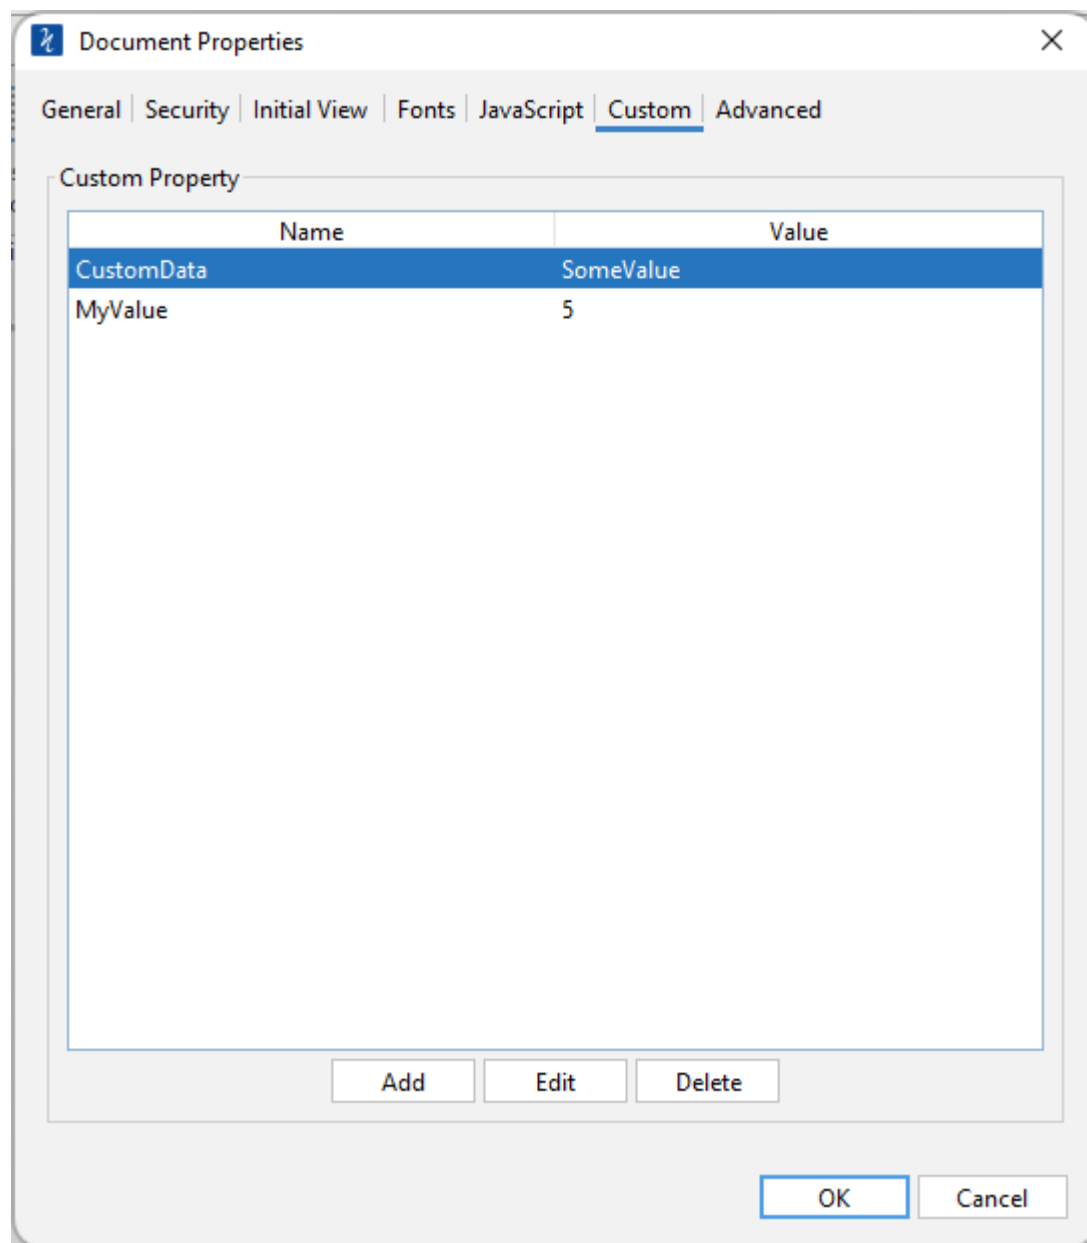 Document Properties
General Security Initial View Fonts JavaScript Custom Advanced
Custom Property
Name Value
CustomData SomeValue
MyValue 5
Add Edit Delete
OK Cancel